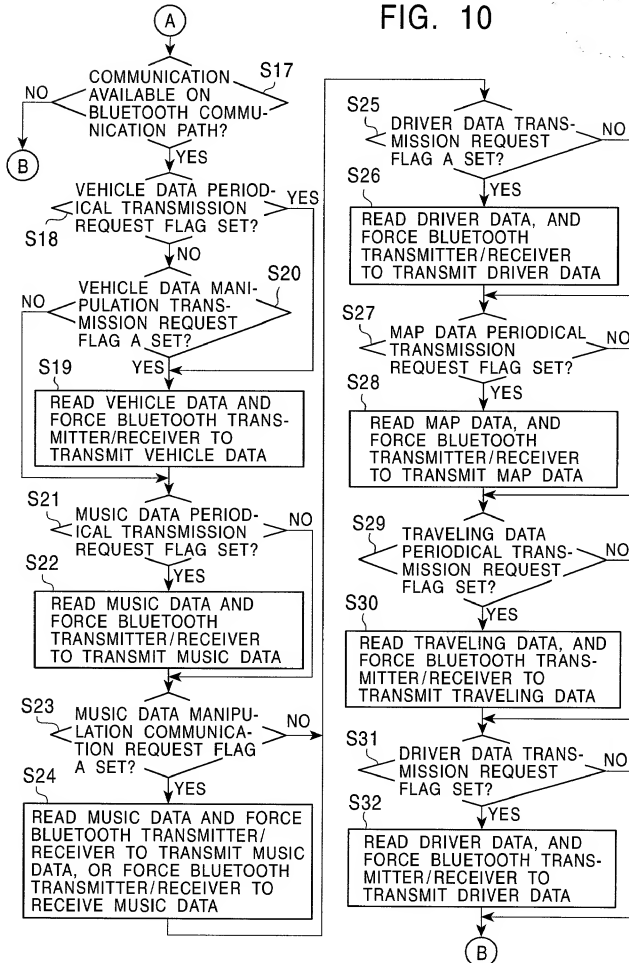 FIG. 10
A
COMMUNICATION
AVAILABLE ON
BLUETOOTH COMMU-
NICATION PATH?
S17
NO
B
YES
VEHICLE DATA PERIOD-
ICAL TRANSMISSION
REQUEST FLAG SET?
YES
S18
NO
S20
VEHICLE DATA MANI-
PULATION TRANS-
MISSION REQUEST
FLAG A SET?
NO
YES
S19
READ VEHICLE DATA AND
FORCE BLUETOOTH TRANS-
MITTER/RECEIVER TO
TRANSMIT VEHICLE DATA
S21
MUSIC DATA PERIOD-
ICAL TRANSMISSION
REQUEST FLAG SET?
NO
YES
S22
READ MUSIC DATA AND
FORCE BLUETOOTH
TRANSMITTER/RECEIVER
TO TRANSMIT MUSIC DATA
S23
MUSIC DATA MANIPU-
LATION COMMUNICA-
TION REQUEST FLAG
A SET?
NO
YES
S24
READ MUSIC DATA AND FORCE
BLUETOOTH TRANSMITTER/
RECEIVER TO TRANSMIT MUSIC
DATA, OR FORCE BLUETOOTH
TRANSMITTER/RECEIVER TO
RECEIVE MUSIC DATA
S25
DRIVER DATA TRANS-
MISSION REQUEST
FLAG A SET?
NO
YES
S26
READ DRIVER DATA, AND
FORCE BLUETOOTH
TRANSMITTER/RECEIVER
TO TRANSMIT DRIVER DATA
S27
MAP DATA PERIODICAL
TRANSMISSION
REQUEST FLAG SET?
NO
YES
S28
READ MAP DATA, AND
FORCE BLUETOOTH
TRANSMITTER/RECEIVER
TO TRANSMIT MAP DATA
S29
TRAVELING DATA
PERIODICAL TRANS-
MISSION REQUEST
FLAG SET?
NO
YES
S30
READ TRAVELING DATA, AND
FORCE BLUETOOTH TRANS-
MITTER/RECEIVER TO
TRANSMIT TRAVELING DATA
S31
DRIVER DATA TRANS-
MISSION REQUEST
FLAG SET?
NO
YES
S32
READ DRIVER DATA, AND
FORCE BLUETOOTH TRANS-
MITTER/RECEIVER TO
TRANSMIT DRIVER DATA
B